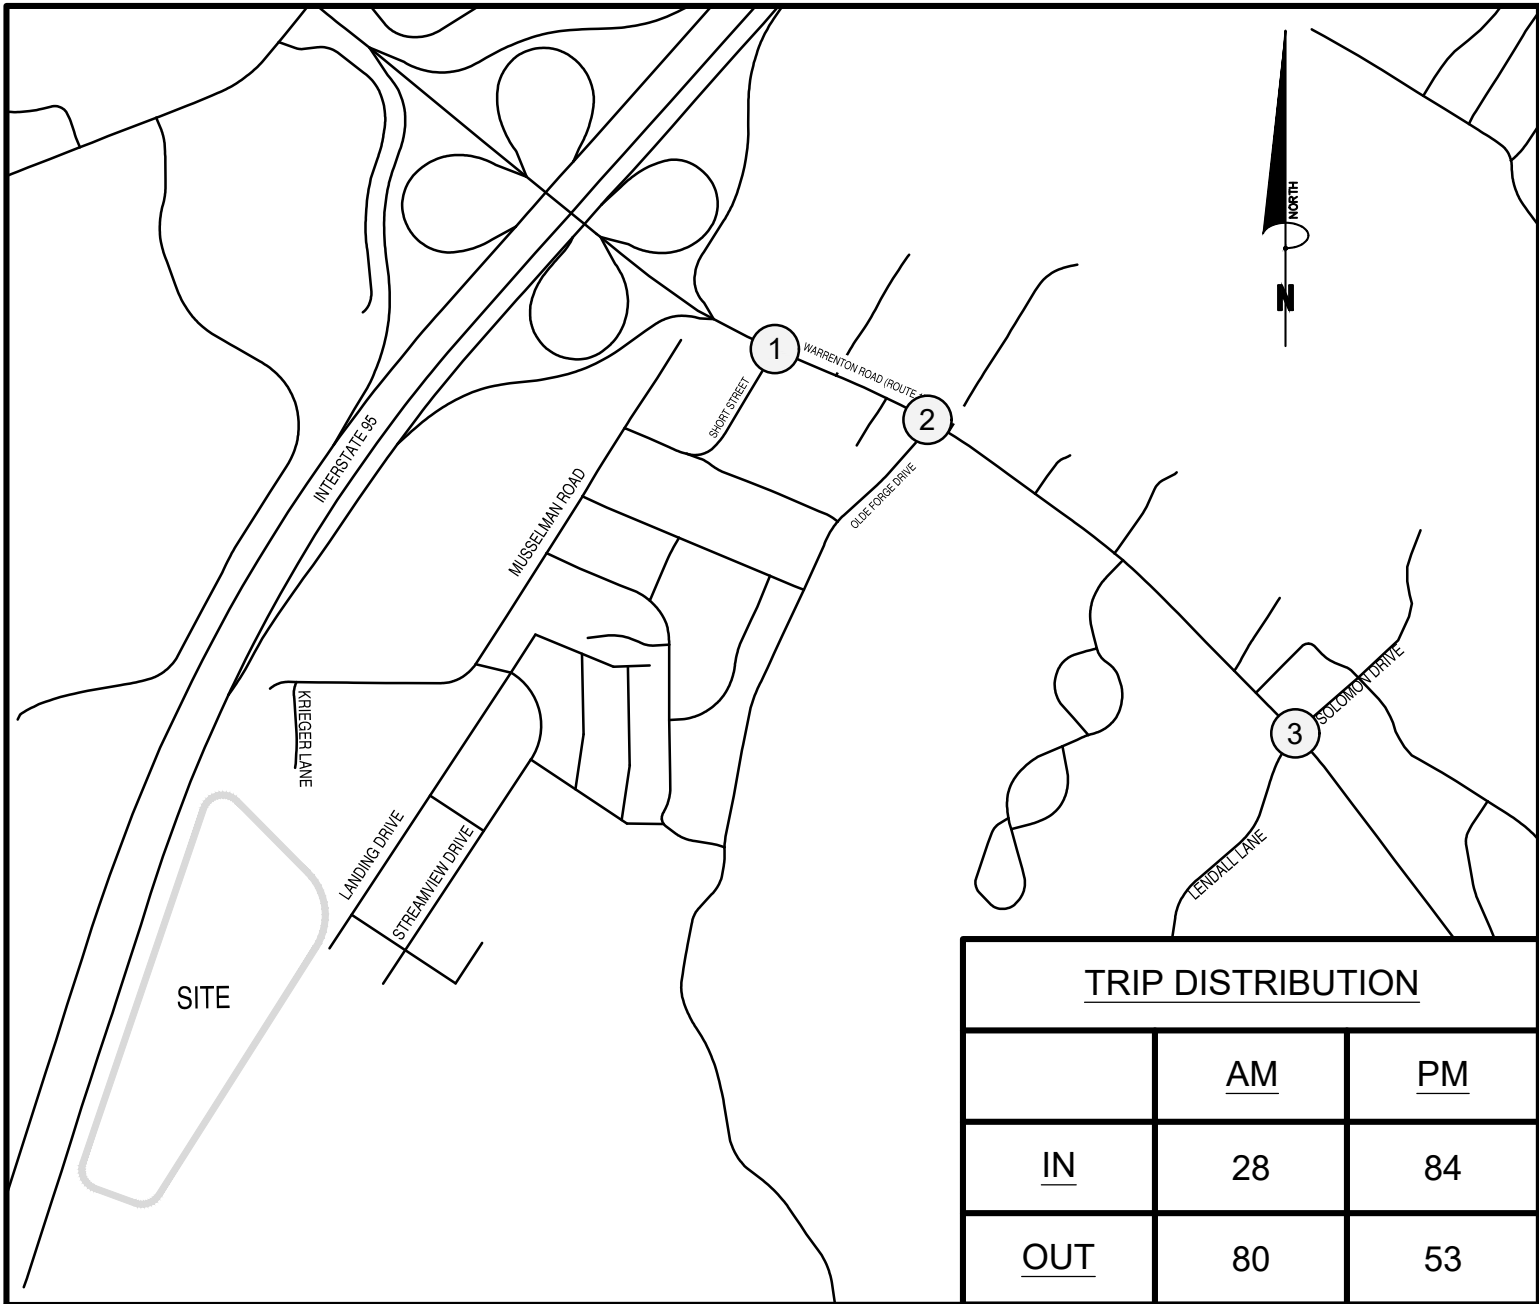 NORTH
N
1
WARRENTON ROAD (ROUTE
2
SHORT STREET
OLDE FORGE DRIVE
INTERSTATE 95
MUSSELMAN ROAD
KRIEGER LANE
SOLOMON DRIVE
3
LANDING DRIVE
STREAMVIEW DRIVE
LENDALL LANE
SITE
TRIP DISTRIBUTION
AM PM
IN 28 84
OUT 80 53